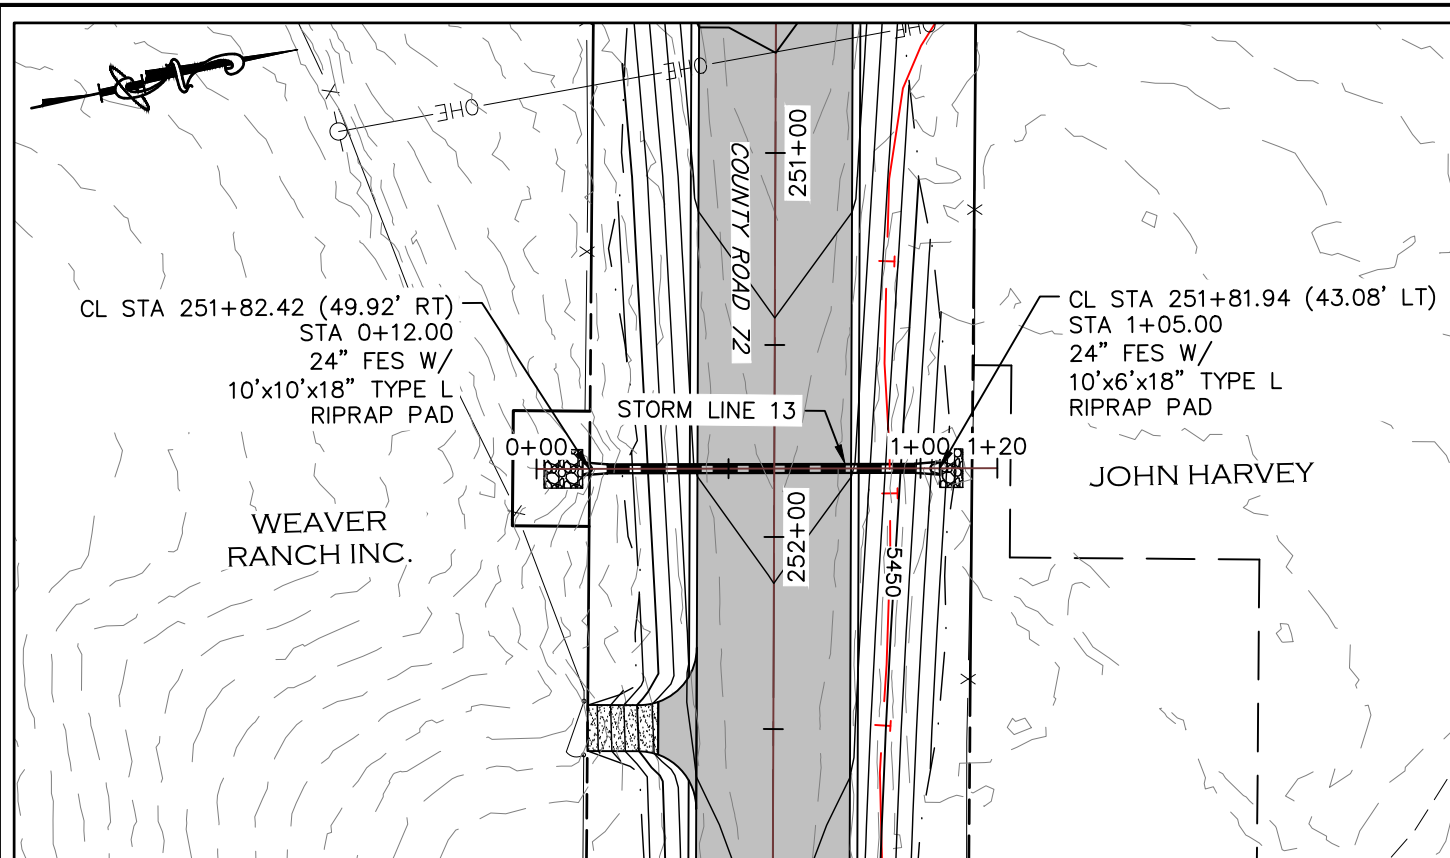 OHE
OHE
OHE
251+00
COUNTY ROAD 72
CL STA 251+82.42 (49.92' RT)
STA 0+12.00
24" FES W/
10'x10'x18" TYPE L
RIPRAP PAD
CL STA 251+81.94 (43.08' LT)
STA 1+05.00
24" FES W/
10'x6'x18" TYPE L
RIPRAP PAD
STORM LINE 13
0+00
1+00
1+20
JOHN HARVEY
WEAVER
RANCH INC.
252+00
5450